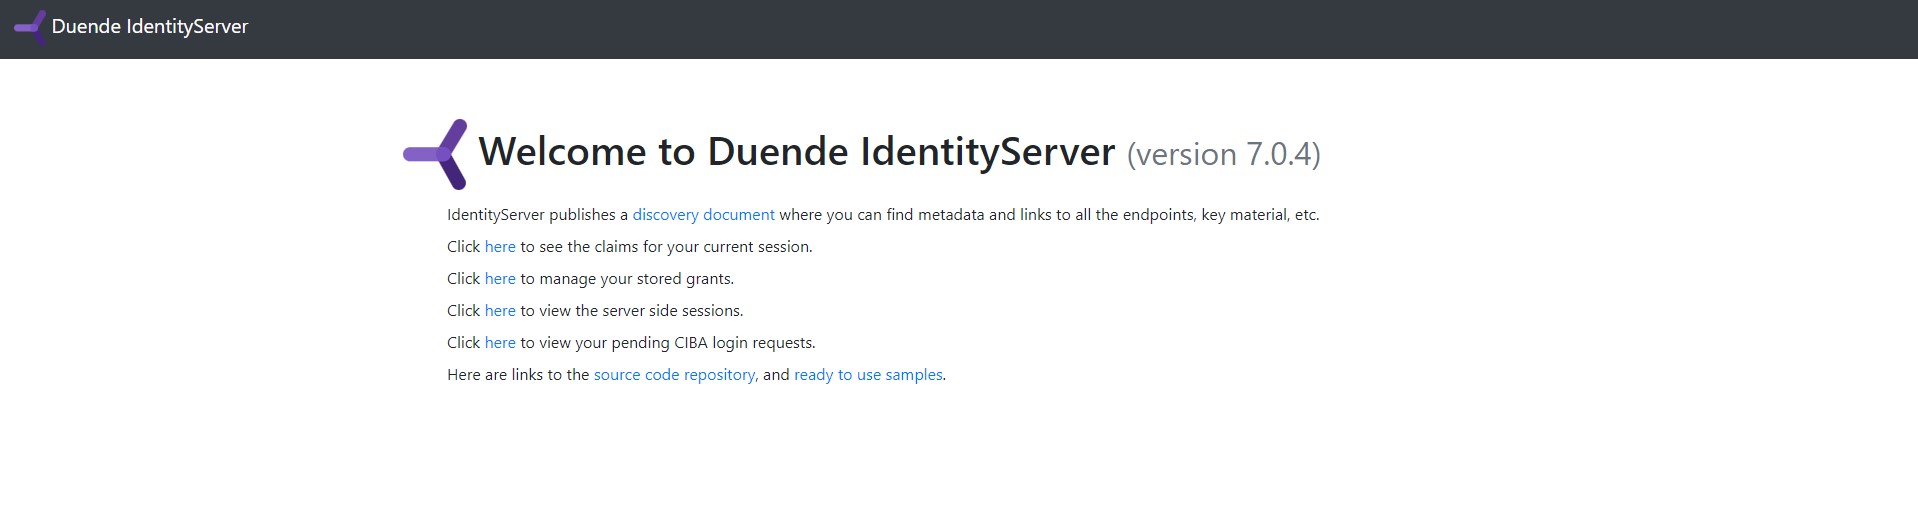 Duende IdentityServer
Welcome to Duende IdentityServer (version 7.0.4)
IdentityServer publishes a discovery document where you can find metadata and links to all the endpoints, key material, etc.
Click here to see the claims for your current session.
Click here to manage your stored grants.
Click here to view the server side sessions.
Click here to view your pending CIBA login requests.
Here are links to the source code repository, and ready to use samples.